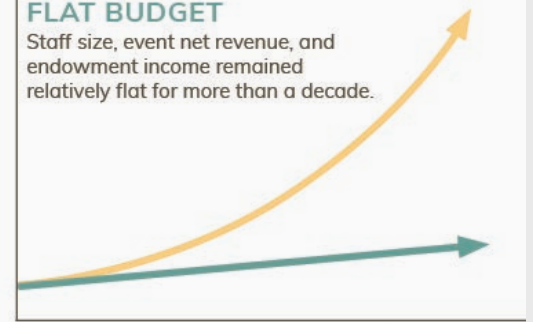 FLAT BUDGET
Staff size, event net revenue, and
endowment income remained
relatively flat for more than a decade.